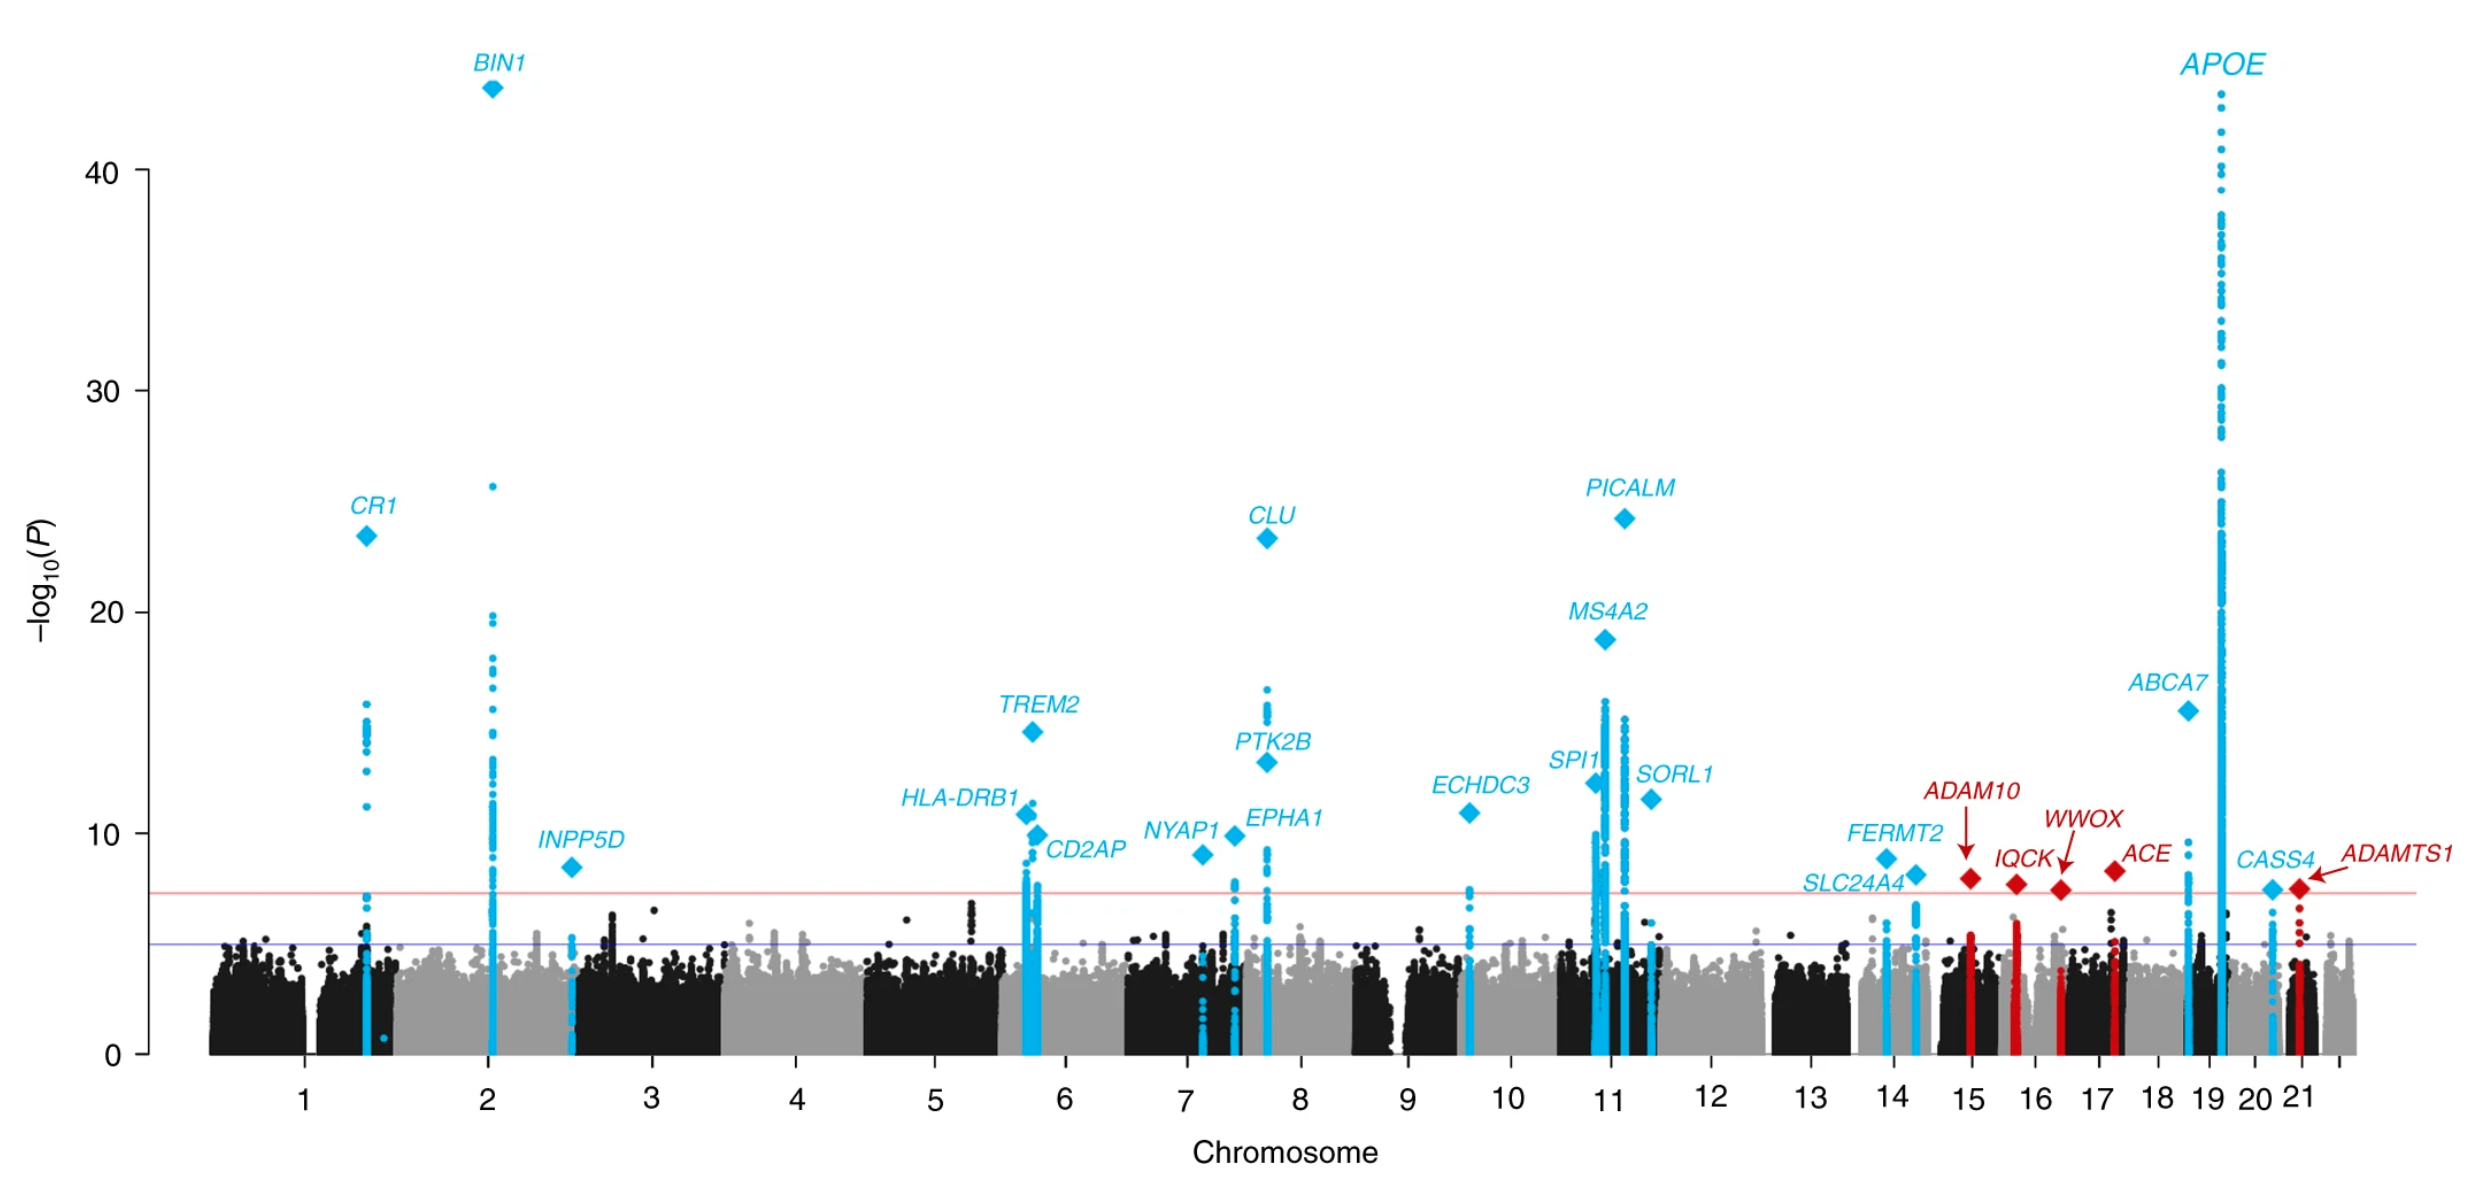 BIN1
APOE
40
30
CR1
CLU
PICALM
–log10(P)
20
MS4A2
ABCA7
TREM2
PTK2B
SPI1
SORL1
HLA-DRB1
ECHDC3
ADAM10
WWOX
10
INPP5D
CD2AP
NYAP1
EPHA1
FERMT2
IQCK
ACE
CASS4
ADAMTS1
SLC24A4
0
1 2 3 4 5 6 7 8 9 10 11 12 13 14 15 16 17 18 19 20 21
Chromosome